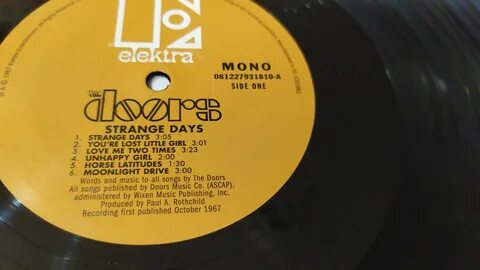 elektra
MONO
081227931810-A
SIDE ONE
THE
doors
STRANGE DAYS
1. STRANGE DAYS 3:05
2. YOU'RE LOST LITTLE GIRL 3:01
3. LOVE ME TWO TIMES 3:23
4. UNHAPPY GIRL 2:00
5. HORSE LATITUDES 1:30
6. MOONLIGHT DRIVE 3:00
Words and music to all songs by The Doors
All songs published by Doors Music Co. (ASCAP),
administered by Wixen Music Publishing, Inc.
Produced by Paul A. Rothchild
Recording first published October 1967